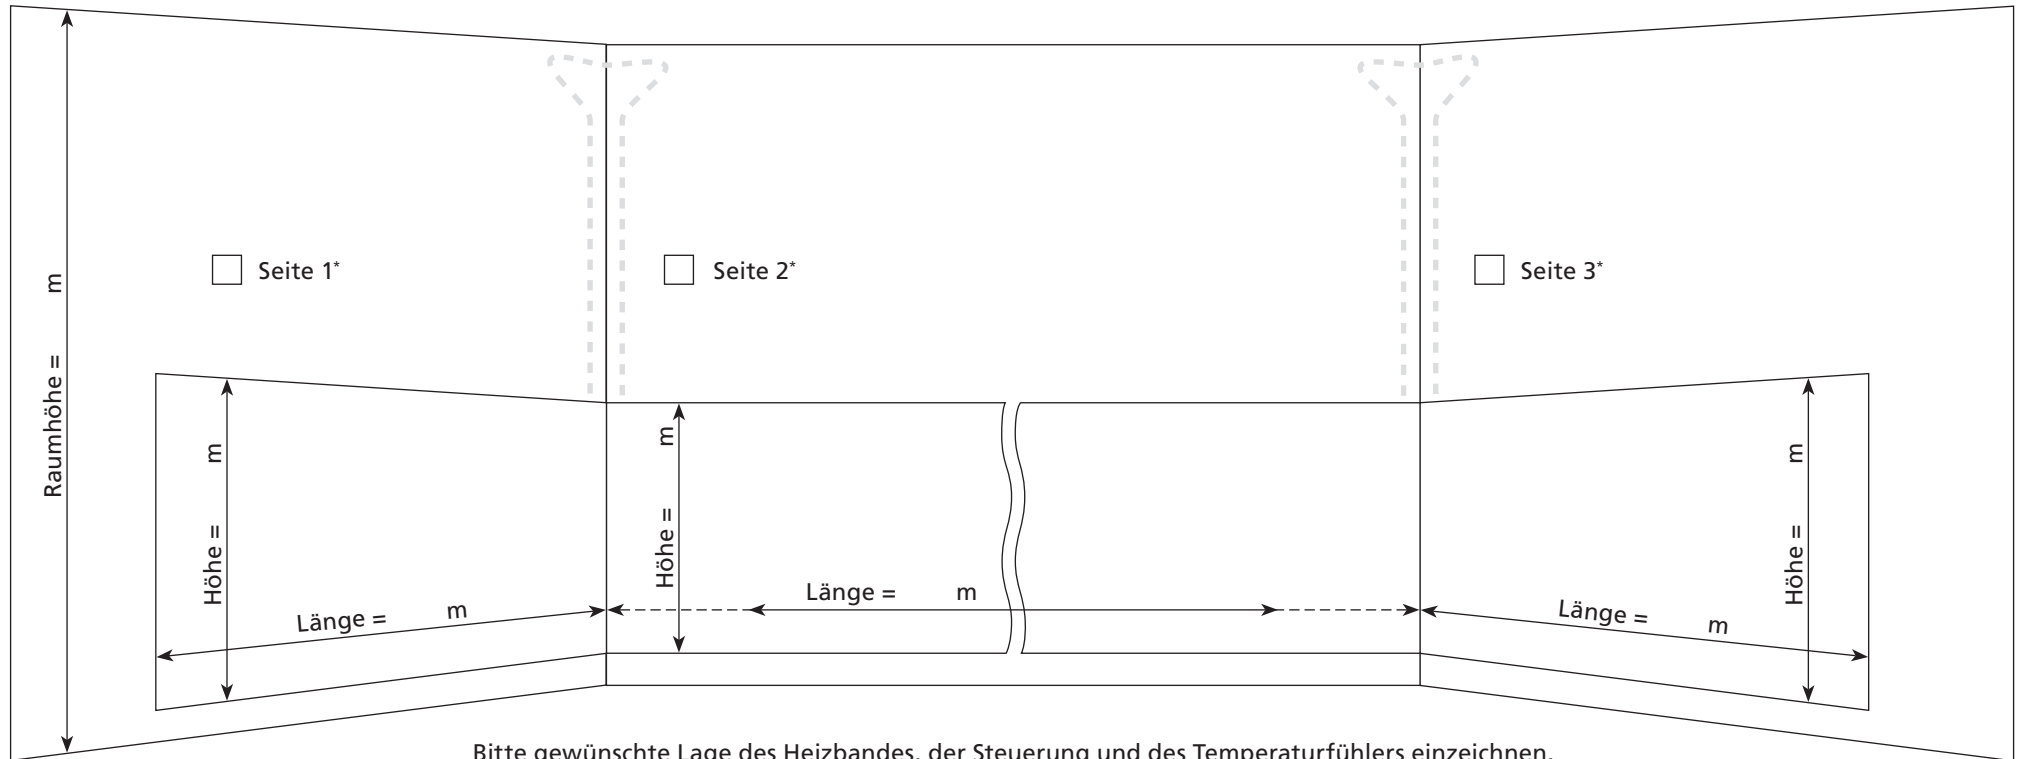 Raumhöhe = m
Seite 1*
Seite 2*
Seite 3*
Höhe = m
Länge = m
Höhe = m
Länge = m
Höhe = m
Länge = m
Bitte gewünschte Lage des Heizbandes, der Steuerung und des Temperaturfühlers einzeichnen.